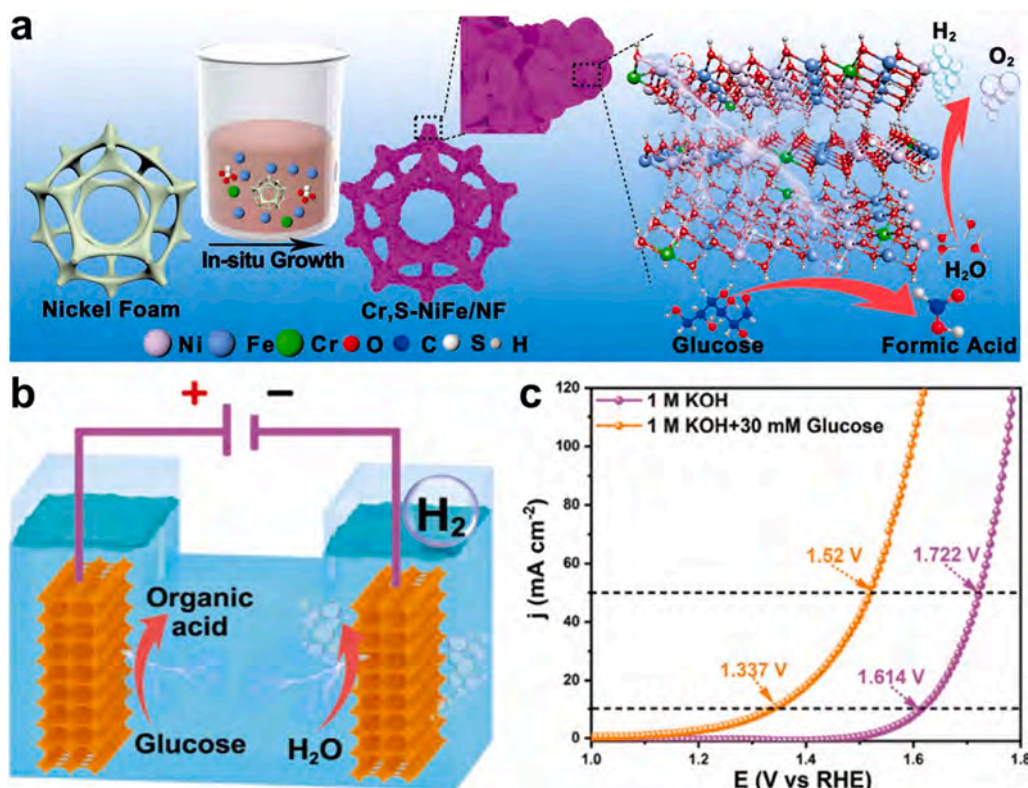 a
H₂
O₂
In-situ Growth
Nickel Foam
Cr,S-NiFe/NF
H₂O
Glucose
Formic Acid
Ni Fe Cr O C S H
b
+ −
H₂
Organic
acid
Glucose
H₂O
c
120
100
80
60
40
20
0
j (mA cm⁻²)
1 M KOH
1 M KOH+30 mM Glucose
1.52 V
1.722 V
1.337 V
1.614 V
1.0 1.2 1.4 1.6 1.8
E (V vs RHE)